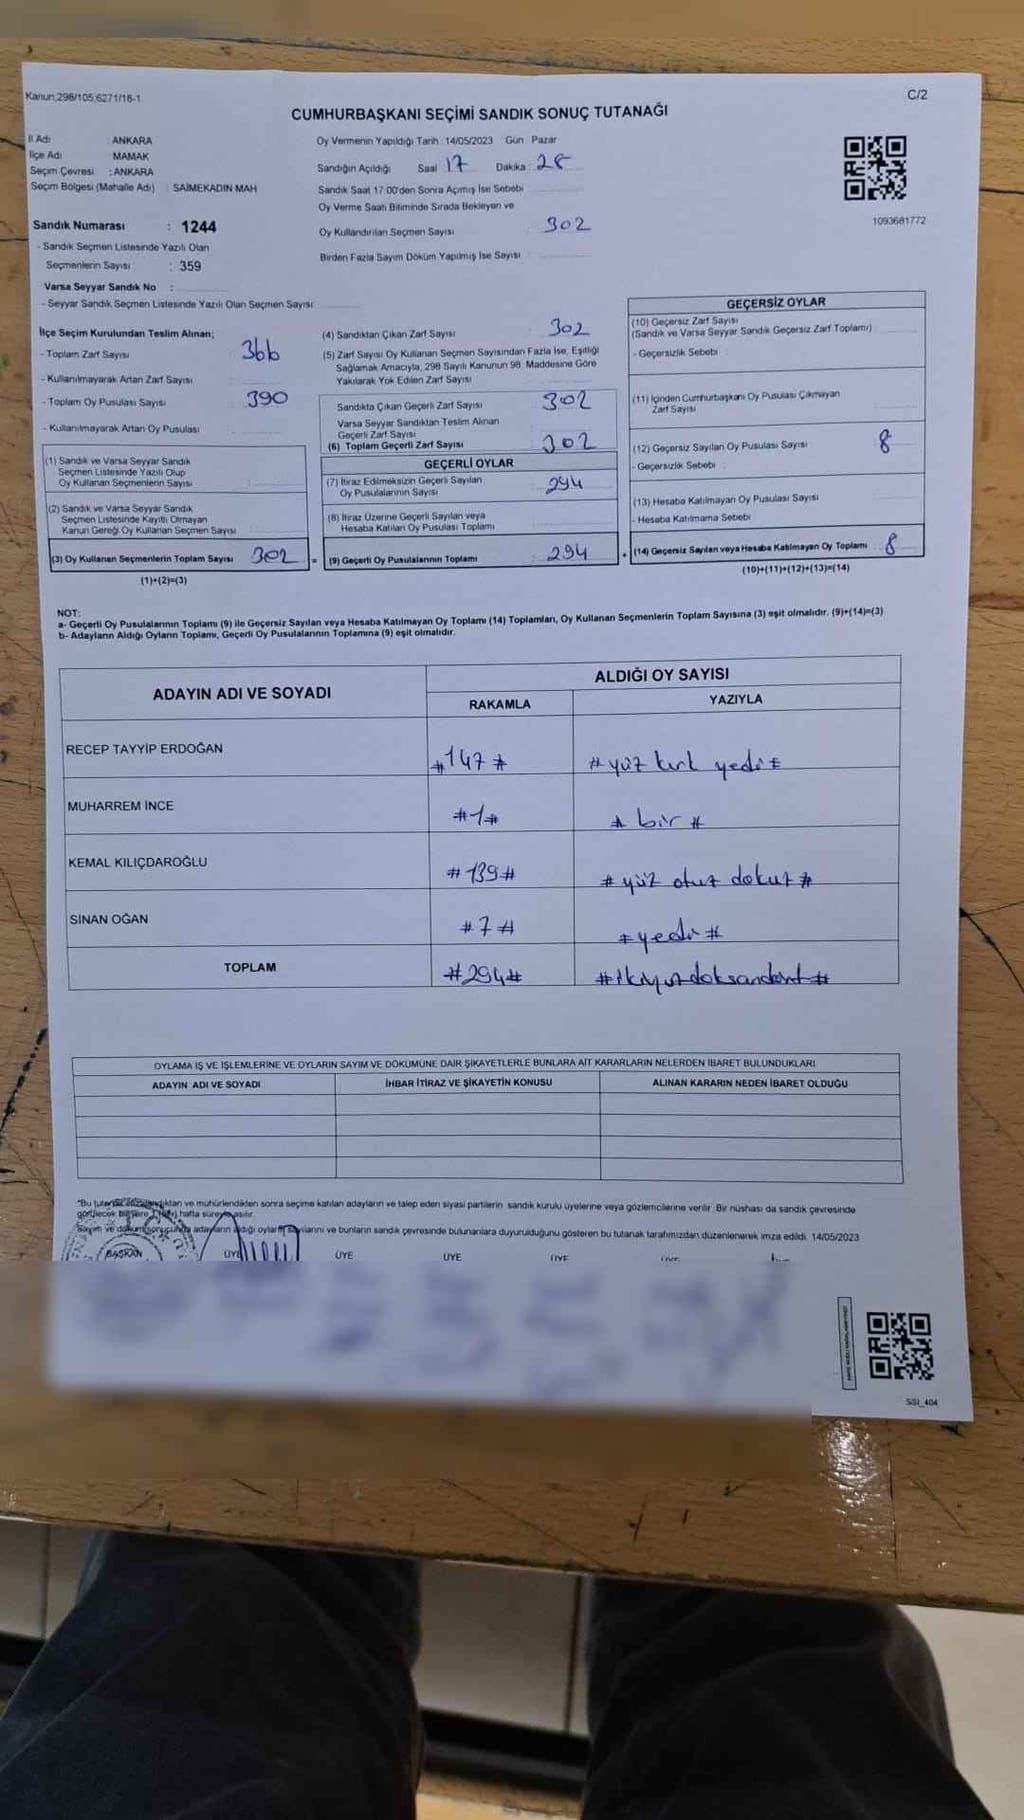 Kanun;298/105;6271/18-1
C/2
CUMHURBAŞKANI SEÇİMİ SANDIK SONUÇ TUTANAĞI
İl Adı : ANKARA
İlçe Adı MAMAK
Seçim Çevresi : ANKARA
Seçim Bölgesi (Mahalle Adı) : SAİMEKADIN MAH
Oy Vermenin Yapıldığı Tarih : 14/05/2023 Gün Pazar
Sandığın Açıldığı Saat 17 Dakika : 28
Sandık Saat 17:00'den Sonra Açımış İse Sebebi
Oy Verme Saati Bitiminde Sırada Bekleyen ve
Oy Kullandırılan Seçmen Sayısı : 302
Birden Fazla Sayım Döküm Yapılmış İse Sayısı
1093681772
Sandık Numarası : 1244
- Sandık Seçmen Listesinde Yazılı Olan
Seçmenlerin Sayısı : 359
Varsa Seyyar Sandık No :
- Seyyar Sandık Seçmen Listesinde Yazılı Olan Seçmen Sayısı
İlçe Seçim Kurulundan Teslim Alınan;
- Toplam Zarf Sayısı 366
- Kullanılmayarak Artan Zarf Sayısı
- Toplam Oy Pusulası Sayısı 390
- Kullanılmayarak Artan Oy Pusulası
(1) Sandık ve Varsa Seyyar Sandık
Seçmen Listesinde Yazılı Olup
Oy Kullanan Seçmenlerin Sayısı
(2) Sandık ve Varsa Seyyar Sandık
Seçmen Listesinde Kayıtlı Olmayan
Kanun Gereği Oy Kullanan Seçmen Sayısı
(3) Oy Kullanan Seçmenlerin Toplam Sayısı 302 =
(1)+(2)=(3)
(4) Sandıktan Çıkan Zarf Sayısı 302
(5) Zarf Sayısı Oy Kullanan Seçmen Sayısından Fazla İse, Eşitliği
Sağlamak Amacıyla, 298 Sayılı Kanunun 98. Maddesine Göre
Yakılarak Yok Edilen Zarf Sayısı
Sandıkta Çıkan Geçerli Zarf Sayısı 302
Varsa Seyyar Sandıktan Teslim Alınan
Geçerli Zarf Sayısı
(6) Toplam Geçerli Zarf Sayısı 302
GEÇERLİ OYLAR
(7) İtiraz Edilmeksizin Geçerli Sayılan
Oy Pusulalarının Sayısı 294
(8) İtiraz Üzerine Geçerli Sayılan veya
Hesaba Katılan Oy Pusulası Toplamı
(9) Geçerli Oy Pusulalarının Toplamı : 294 +
GEÇERSİZ OYLAR
(10) Geçersiz Zarf Sayısı
(Sandık ve Varsa Seyyar Sandık Geçersiz Zarf Toplamı)
- Geçersizlik Sebebi
(11) İçinden Cumhurbaşkanı Oy Pusulası Çıkmayan
Zarf Sayısı
(12) Geçersiz Sayılan Oy Pusulası Sayısı 8
- Geçersizlik Sebebi
(13) Hesaba Katılmayan Oy Pusulası Sayısı
- Hesaba Katılmama Sebebi
(14) Geçersiz Sayılan veya Hesaba Katılmayan Oy Toplamı 8
(10)+(11)+(12)+(13)=(14)
NOT:
a- Geçerli Oy Pusulalarının Toplamı (9) ile Geçersiz Sayılan veya Hesaba Katılmayan Oy Toplamı (14) Toplamları, Oy Kullanan Seçmenlerin Toplam Sayısına (3) eşit olmalıdır. (9)+(14)=(3)
b- Adayların Aldığı Oyların Toplamı, Geçerli Oy Pusulalarının Toplamına (9) eşit olmalıdır.
ADAYIN ADI VE SOYADI ALDIĞI OY SAYISI
RAKAMLA YAZIYLA
RECEP TAYYİP ERDOĞAN #147# #yüz kırk yedi#
MUHARREM İNCE #1# # bir #
KEMAL KILIÇDAROĞLU #139# # yüz otuz dokuz #
SİNAN OĞAN #7# #yedi#
TOPLAM #294# #ikiyüzdoksandört#
OYLAMA İŞ VE İŞLEMLERİNE VE OYLARIN SAYIM VE DÖKÜMÜNE DAİR ŞİKAYETLERLE BUNLARA AİT KARARLARIN NELERDEN İBARET BULUNDUKLARI
ADAYIN ADI VE SOYADI İHBAR İTİRAZ VE ŞİKAYETİN KONUSU ALINAN KARARIN NEDEN İBARET OLDUĞU
*Bu ve mühürlendikten sonra seçime katılan adayların ve talep eden siyasi partilerin sandık kurulu üyelerine veya gözlemcilerine verilir. Bir nüshası da sandık çevresinde
hafta süreyle asılır.
Sayım ve adayların aldığı oyların sayılarını ve bunların sandık çevresinde bulunanlara duyurulduğunu gösteren bu tutanak tarafımızdan düzenlenerek imza edildi. 14/05/2023
BAŞKAN ÜYE ÜYE ÜYE ÜYE ÜYE
SSI_404